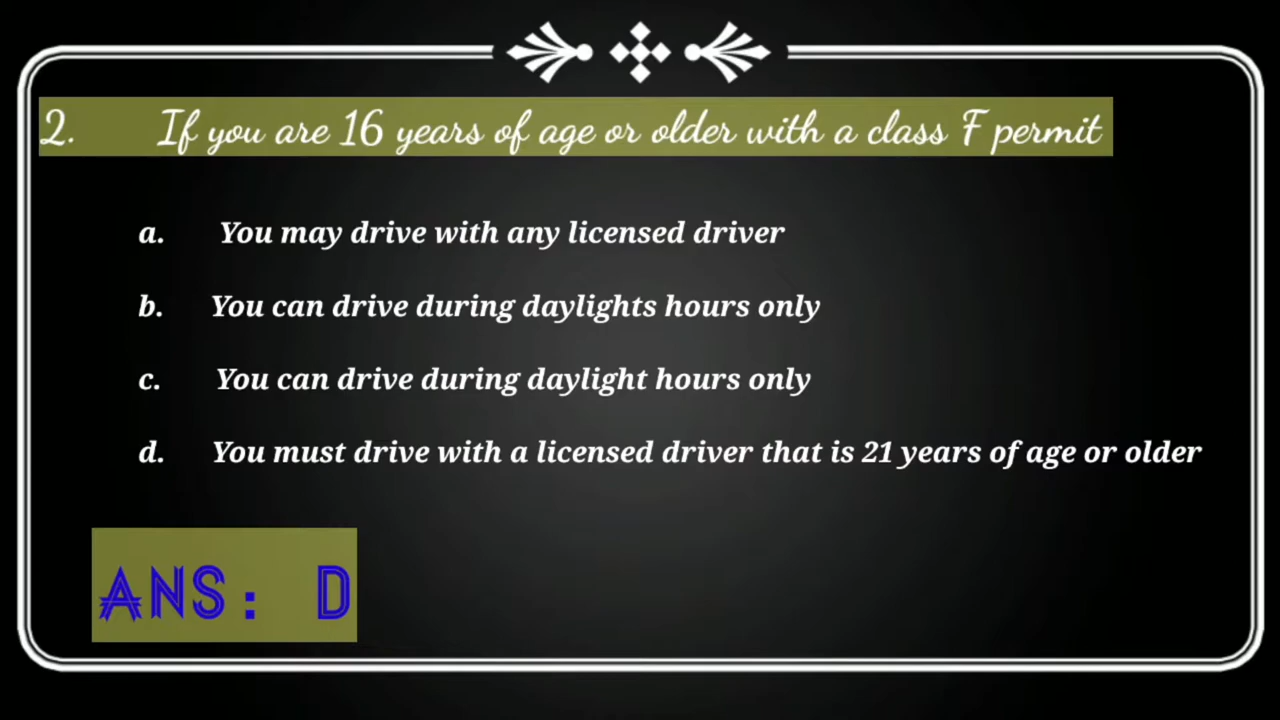 2. If you are 16 years of age or older with a class F permit
a. You may drive with any licensed driver
b. You can drive during daylights hours only
c. You can drive during daylight hours only
d. You must drive with a licensed driver that is 21 years of age or older
ANS: D